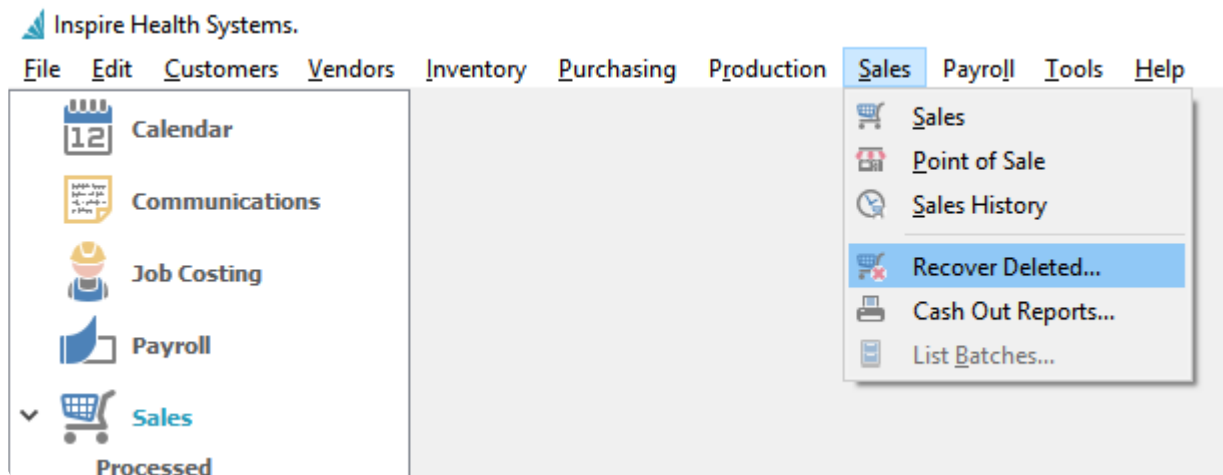 Inspire Health Systems.
File Edit Customers Vendors Inventory Purchasing Production Sales Payroll Tools Help
12 Calendar
Communications
Job Costing
Payroll
Sales
Processed
Sales
Point of Sale
Sales History
Recover Deleted...
Cash Out Reports...
List Batches...